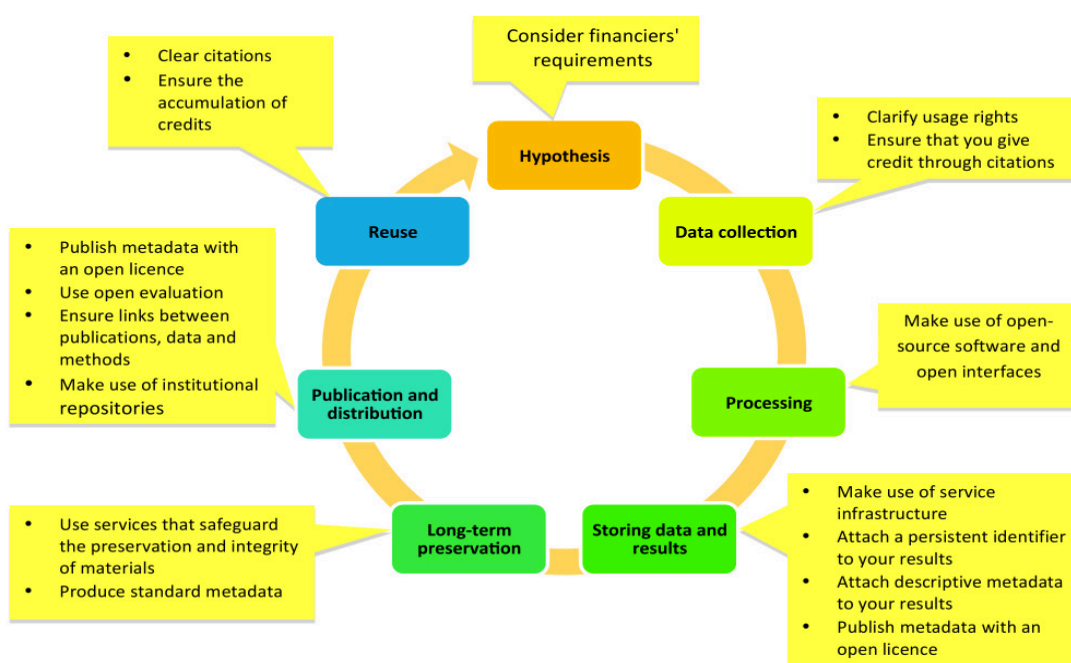 Consider financiers'
requirements
• Clear citations
• Ensure the
accumulation of
credits
Hypothesis
• Clarify usage rights
• Ensure that you give
credit through citations
Reuse
Data collection
• Publish metadata with
an open licence
• Use open evaluation
• Ensure links between
publications, data and
methods
• Make use of institutional
repositories
Make use of open-
source software and
open interfaces
Publication and
distribution
Processing
• Use services that safeguard
the preservation and integrity
of materials
• Produce standard metadata
Long-term
preservation
Storing data and
results
• Make use of service
infrastructure
• Attach a persistent identifier
to your results
• Attach descriptive metadata
to your results
• Publish metadata with an
open licence